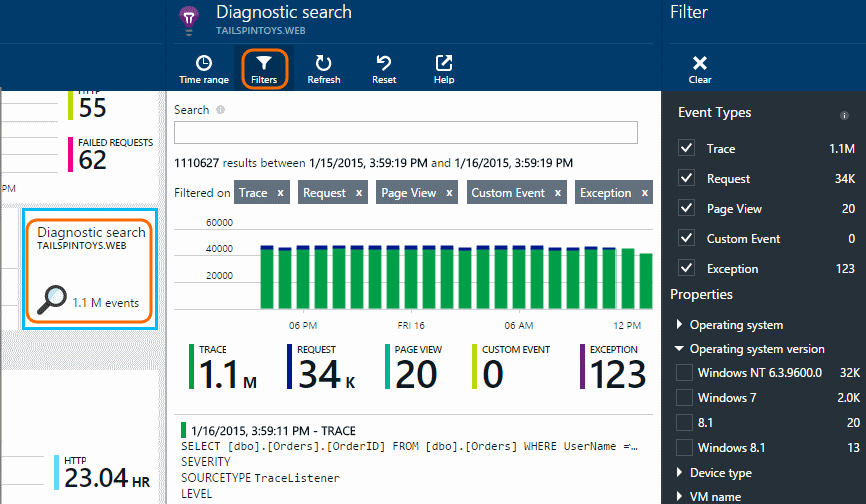 HTTP
55
FAILED REQUESTS
62
PM
Diagnostic search
TAILSPINTOYS.WEB
1.1 M events
HTTP
23.04 HR
Diagnostic search
TAILSPINTOYS.WEB
Time range
Filters
Refresh
Reset
Help
Search
1110627 results between 1/15/2015, 3:59:19 PM and 1/16/2015, 3:59:19 PM
Filtered on Trace x Request x Page View x Custom Event x Exception x
60000
40000
20000
06 PM FRI 16 06 AM 12 PM
TRACE
1.1 M
REQUEST
34 K
PAGE VIEW
20
CUSTOM EVENT
0
EXCEPTION
123
1/16/2015, 3:59:11 PM - TRACE
SELECT [dbo].[Orders].[OrderID] FROM [dbo].[Orders] WHERE UserName =...
SEVERITY
SOURCETYPE TraceListener
LEVEL
Filter
Clear
Event Types
Trace 1.1M
Request 34K
Page View 20
Custom Event 0
Exception 123
Properties
Operating system
Operating system version
Windows NT 6.3.9600.0 32K
Windows 7 2.0K
8.1 20
Windows 8.1 13
Device type
VM name